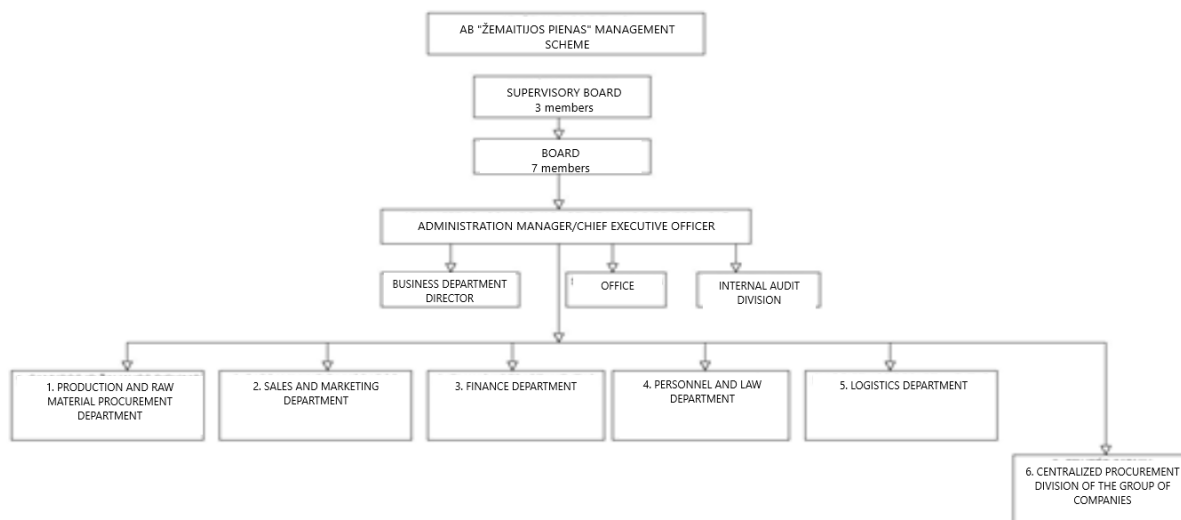 AB "ŽEMAITIJOS PIENAS" MANAGEMENT
SCHEME
SUPERVISORY BOARD
3 members
BOARD
7 members
ADMINISTRATION MANAGER/CHIEF EXECUTIVE OFFICER
BUSINESS DEPARTMENT
DIRECTOR
OFFICE
INTERNAL AUDIT
DIVISION
1. PRODUCTION AND RAW
MATERIAL PROCUREMENT
DEPARTMENT
2. SALES AND MARKETING
DEPARTMENT
3. FINANCE DEPARTMENT
4. PERSONNEL AND LAW
DEPARTMENT
5. LOGISTICS DEPARTMENT
6. CENTRALIZED PROCUREMENT
DIVISION OF THE GROUP OF
COMPANIES